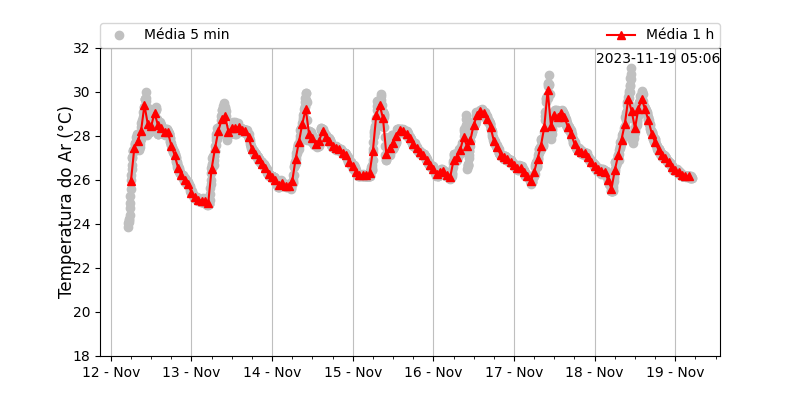 Média 5 min
Média 1 h
2023-11-19 05:06
Temperatura do Ar (°C)
32
30
28
26
24
22
20
18
12 - Nov
13 - Nov
14 - Nov
15 - Nov
16 - Nov
17 - Nov
18 - Nov
19 - Nov